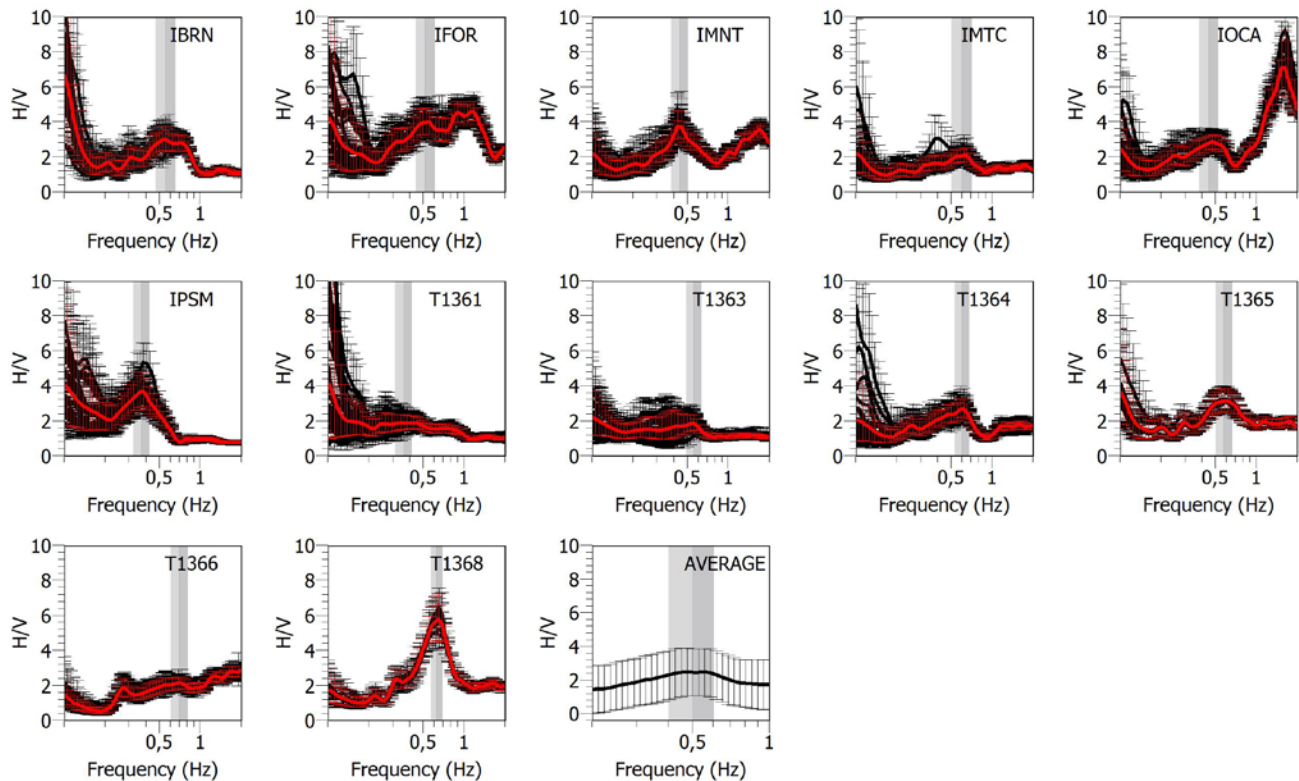 IBRN
10
8
6
4
2
0
H/V
0,5 1
Frequency (Hz)
IFOR
10
8
6
4
2
0
H/V
0,5 1
Frequency (Hz)
IMNT
10
8
6
4
2
0
H/V
0,5 1
Frequency (Hz)
IMTC
10
8
6
4
2
0
H/V
0,5 1
Frequency (Hz)
IOCA
10
8
6
4
2
0
H/V
0,5 1
Frequency (Hz)
IPSM
10
8
6
4
2
0
H/V
0,5 1
Frequency (Hz)
T1361
10
8
6
4
2
0
H/V
0,5 1
Frequency (Hz)
T1363
10
8
6
4
2
0
H/V
0,5 1
Frequency (Hz)
T1364
10
8
6
4
2
0
H/V
0,5 1
Frequency (Hz)
T1365
10
8
6
4
2
0
H/V
0,5 1
Frequency (Hz)
T1366
10
8
6
4
2
0
H/V
0,5 1
Frequency (Hz)
T1368
10
8
6
4
2
0
H/V
0,5 1
Frequency (Hz)
AVERAGE
10
8
6
4
2
0
H/V
0,5 1
Frequency (Hz)